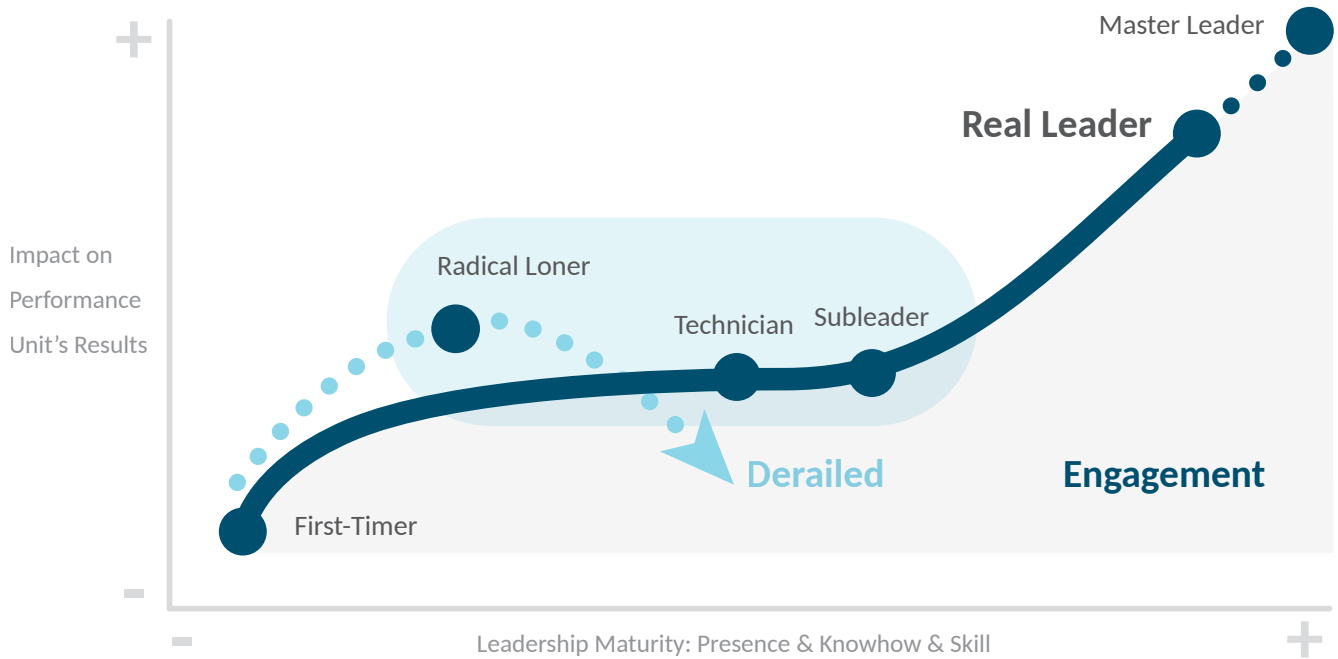 +
Master Leader
Real Leader
Impact on
Performance
Unit’s Results
Radical Loner
Technician
Subleader
Derailed
Engagement
First-Timer
-
-
Leadership Maturity: Presence & Knowhow & Skill
+